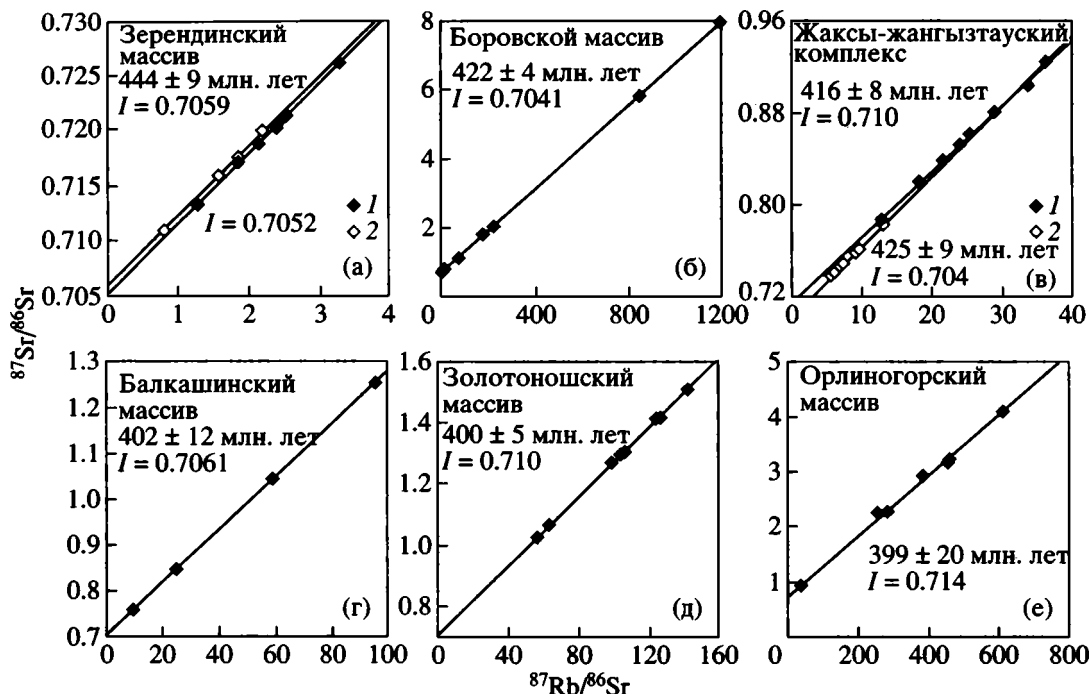 0.730
0.725
0.720
0.715
0.710
0.705
Зерендинский
массив
444 ± 9 млн. лет
I = 0.7059
I = 0.7052
1
2
(а)
0
1
2
3
4
8
6
4
2
Боровской массив
422 ± 4 млн. лет
I = 0.7041
(б)
0
200
400
600
800
1200
0.96
0.88
0.80
0.72
Жаксы-жангызтауский
комплекс
416 ± 8 млн. лет
I = 0.710
1
2
425 ± 9 млн. лет
I = 0.704
(в)
0
10
20
30
40
87Sr/86Sr
1.3
1.2
1.1
1.0
0.9
0.8
0.7
Балкашинский
массив
402 ± 12 млн. лет
I = 0.7061
(г)
0
20
40
60
80
100
1.6
1.4
1.2
1.0
0.8
Золотоношский
массив
400 ± 5 млн. лет
I = 0.710
(д)
0
40
80
120
160
5
4
3
2
1
Орлиногорский
массив
399 ± 20 млн. лет
I = 0.714
(е)
0
200
400
600
800
87Rb/86Sr